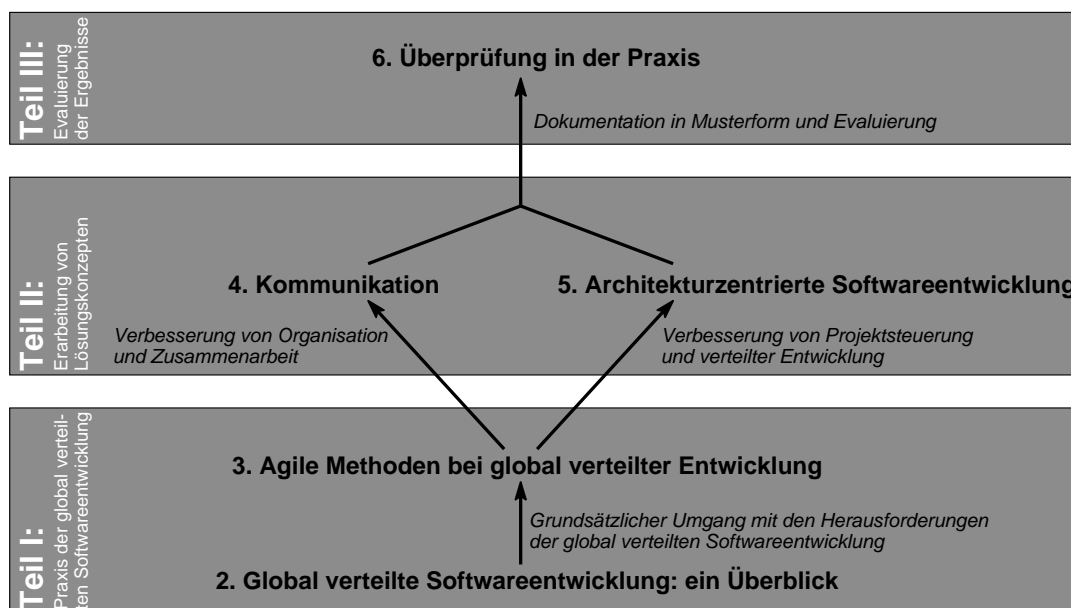 Teil III:
Evaluierung
der Ergebnisse
6. Überprüfung in der Praxis
Dokumentation in Musterform und Evaluierung
Teil II:
Erarbeitung von
Lösungskonzepten
4. Kommunikation
5. Architekturzentrierte Softwareentwicklung
Verbesserung von Organisation
und Zusammenarbeit
Verbesserung von Projektsteuerung
und verteilter Entwicklung
Teil I:
Praxis der global verteil-
ten Softwareentwicklung
3. Agile Methoden bei global verteilter Entwicklung
Grundsätzlicher Umgang mit den Herausforderungen
der global verteilten Softwareentwicklung
2. Global verteilte Softwareentwicklung: ein Überblick